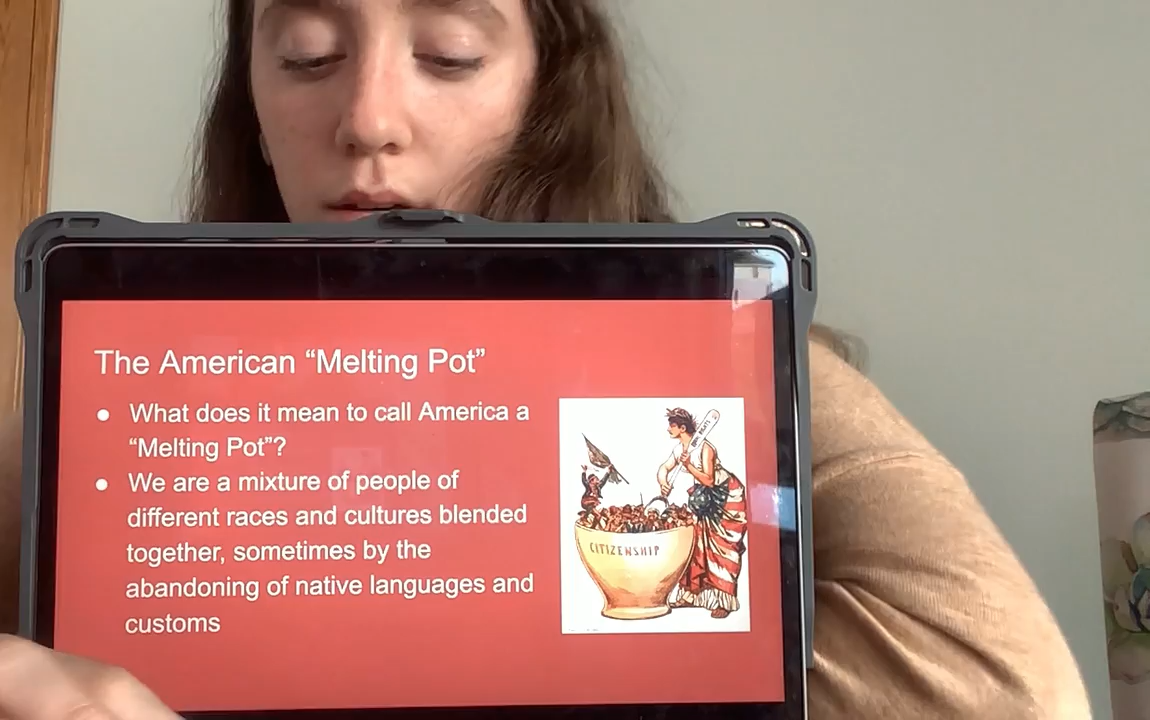 The American “Melting Pot”
● What does it mean to call America a
“Melting Pot”?
● We are a mixture of people of
different races and cultures blended
together, sometimes by the
abandoning of native languages and
customs
CITIZENSHIP